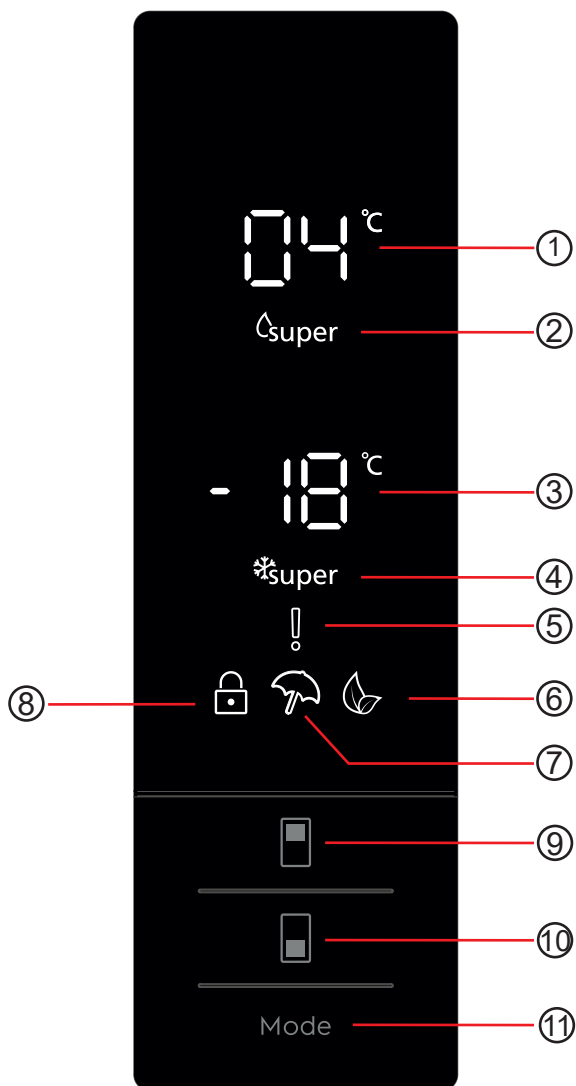 04 °C
①
super
②
- 18 °C
③
super
④
⑤
⑧
⑥
⑦
⑨
⑩
Mode
⑪